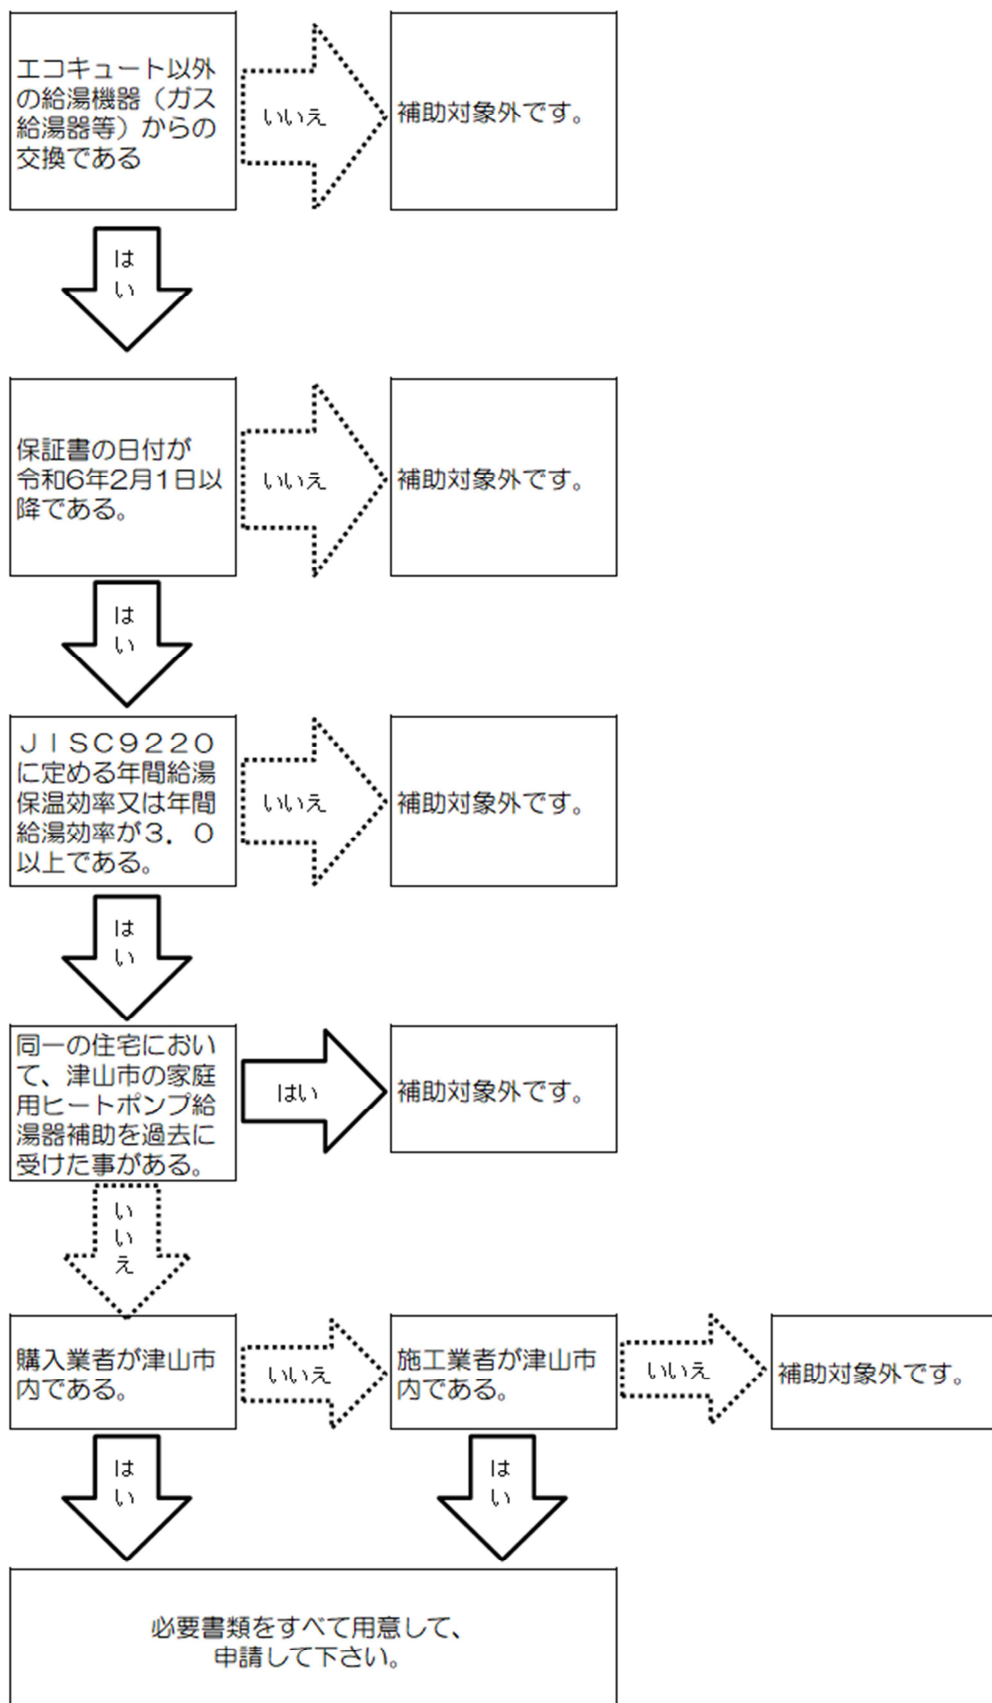 エコキュート以外
の給湯機器（ガス
給湯器等）からの
交換である
いいえ
補助対象外です。
は
い
保証書の日付が
令和6年2月1日以
降である。
いいえ
補助対象外です。
は
い
ＪＩＳＣ９２２０
に定める年間給湯
保温効率又は年間
給湯効率が３．０
以上である。
いいえ
補助対象外です。
は
い
同一の住宅におい
て、津山市の家庭
用ヒートポンプ給
湯器補助を過去に
受けた事がある。
はい
補助対象外です。
い
い
え
購入業者が津山市
内である。
いいえ
施工業者が津山市
内である。
いいえ
補助対象外です。
は
い
は
い
必要書類をすべて用意して、
申請して下さい。